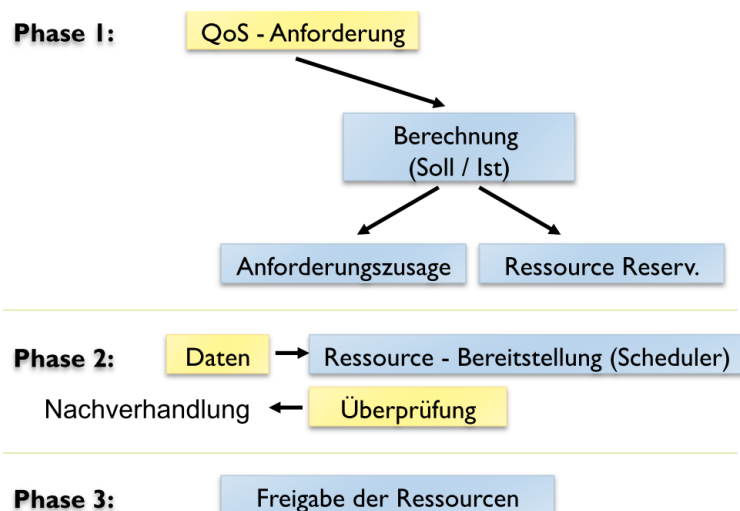 Phase 1:
QoS - Anforderung
Berechnung
(Soll / Ist)
Anforderungszusage
Ressource Reserv.
Phase 2:
Daten
Ressource - Bereitstellung (Scheduler)
Nachverhandlung
Überprüfung
Phase 3:
Freigabe der Ressourcen